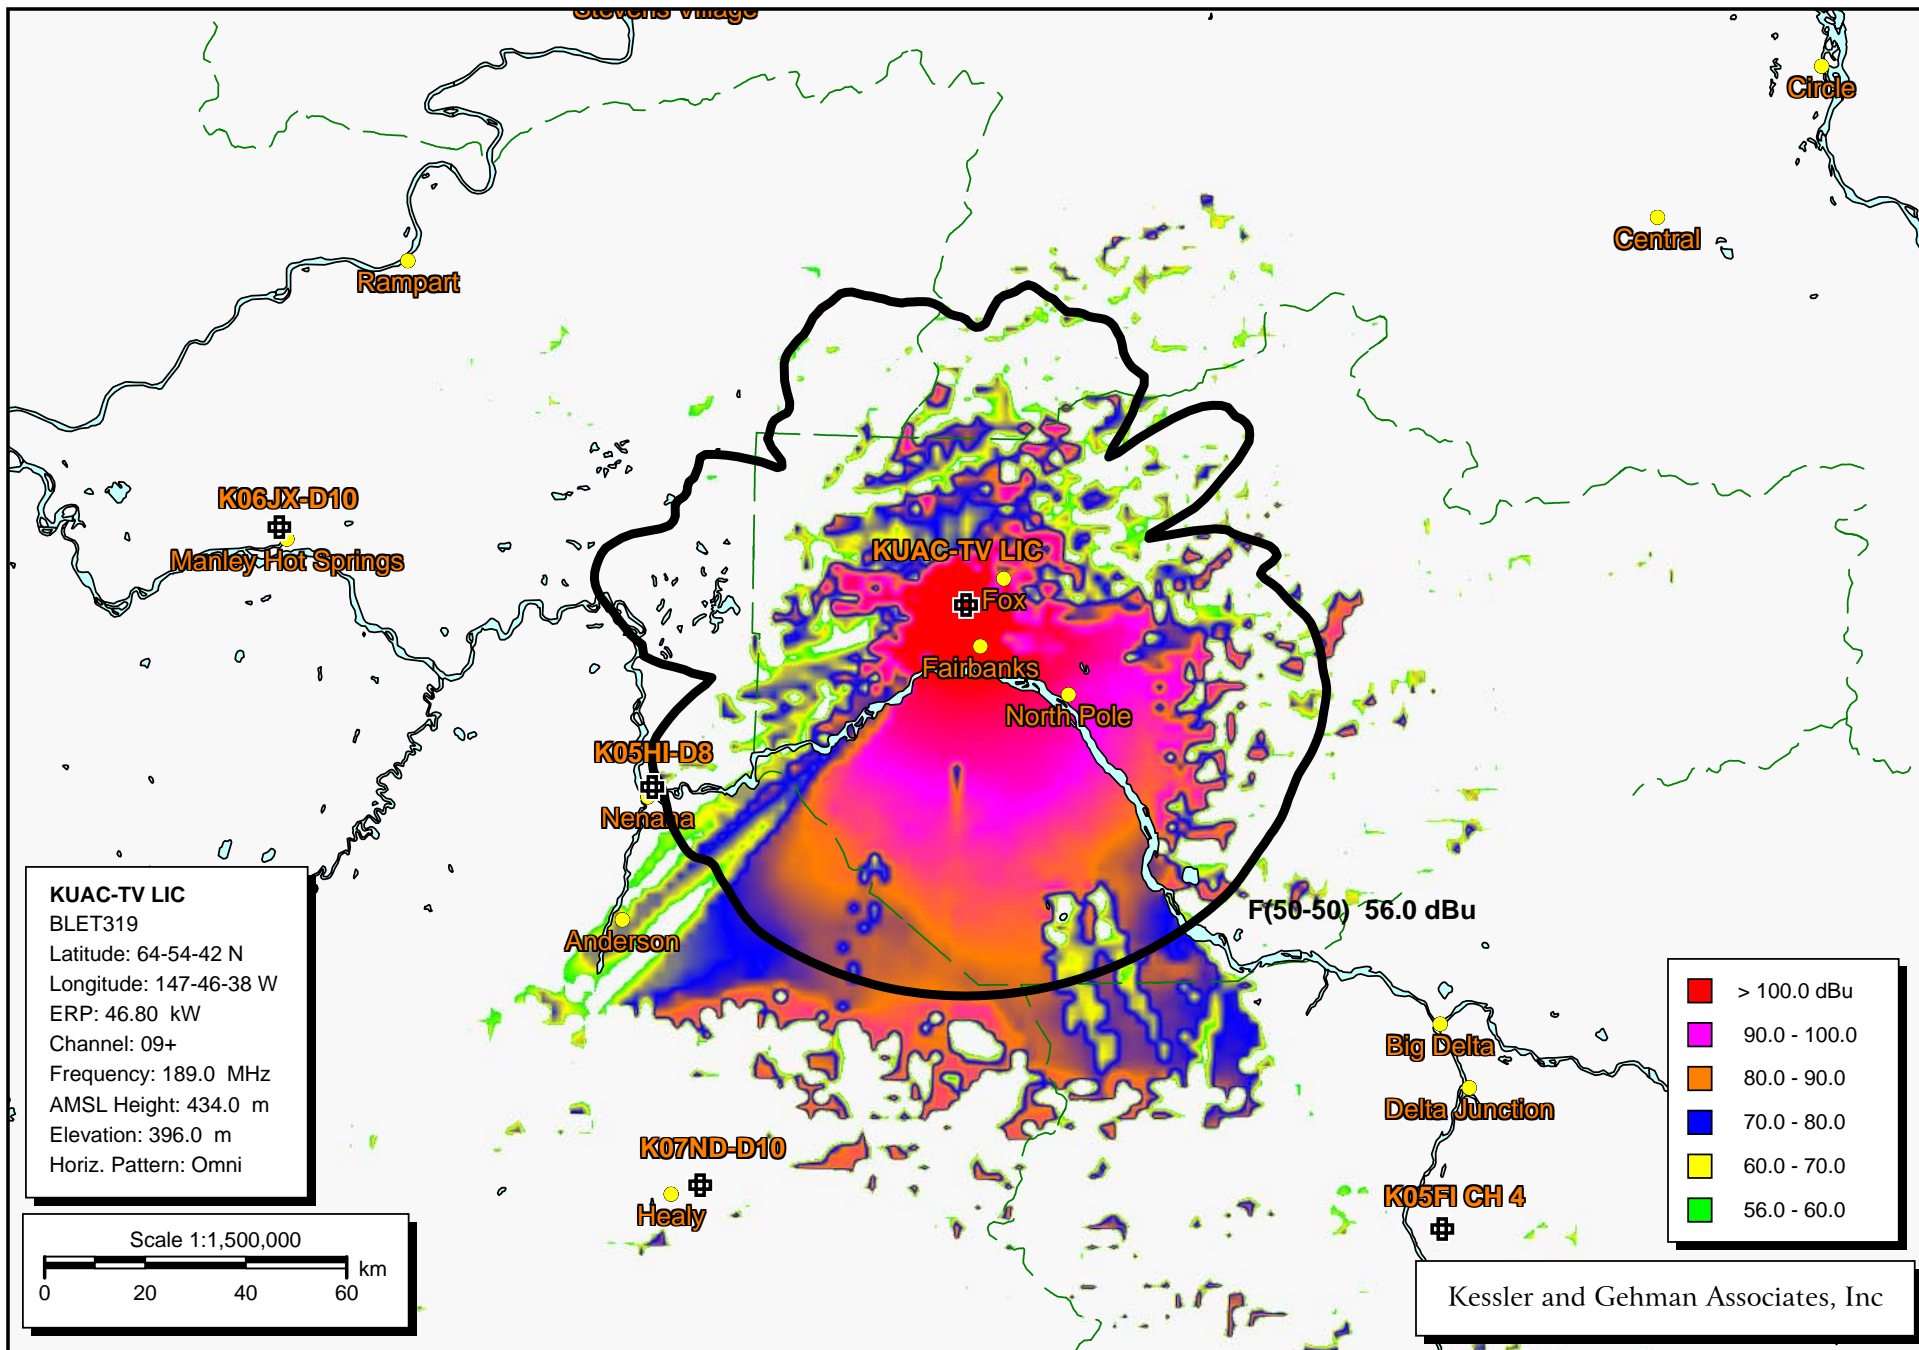 Stevens Village
Circle
Central
Rampart
K06JX-D10
Manley Hot Springs
KUAC-TV LIC
Fox
Fairbanks
North Pole
K05HI-D8
Nenana
Anderson
F(50-50) 56.0 dBu
Big Delta
Delta Junction
K07ND-D10
Healy
K05FI CH 4
KUAC-TV LIC
BLET319
Latitude: 64-54-42 N
Longitude: 147-46-38 W
ERP: 46.80 kW
Channel: 09+
Frequency: 189.0 MHz
AMSL Height: 434.0 m
Elevation: 396.0 m
Horiz. Pattern: Omni
Scale 1:1,500,000
km
0 20 40 60
> 100.0 dBu
90.0 - 100.0
80.0 - 90.0
70.0 - 80.0
60.0 - 70.0
56.0 - 60.0
Kessler and Gehman Associates, Inc